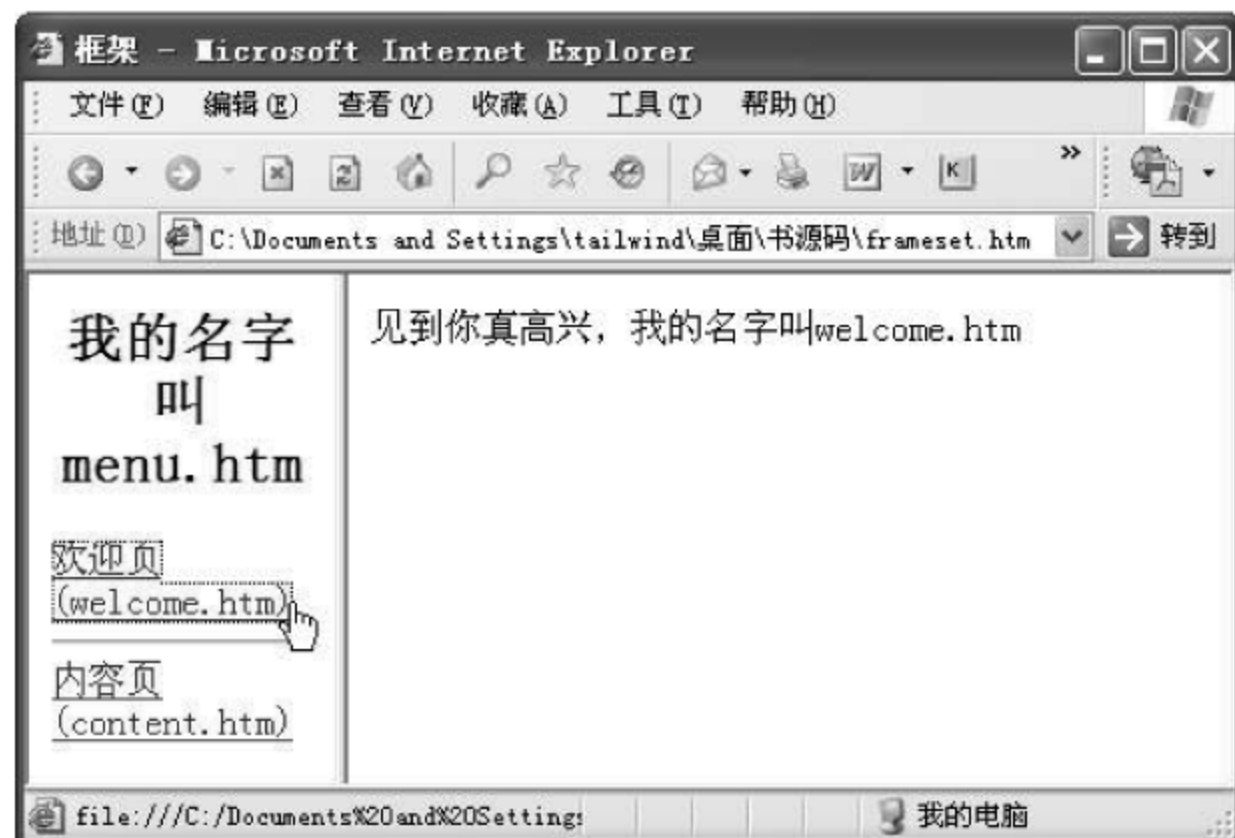 框架 - Microsoft Internet Explorer
文件(F) 编辑(E) 查看(V) 收藏(A) 工具(T) 帮助(H)
W K »
地址(D) C:\Documents and Settings\tailwind\桌面\书源码\frameset.htm 转到
我的名字
叫
menu.htm
欢迎页
(welcome.htm)
内容页
(content.htm)
见到你真高兴，我的名字叫welcome.htm
file:///C:/Documents%20and%20Settings 我的电脑